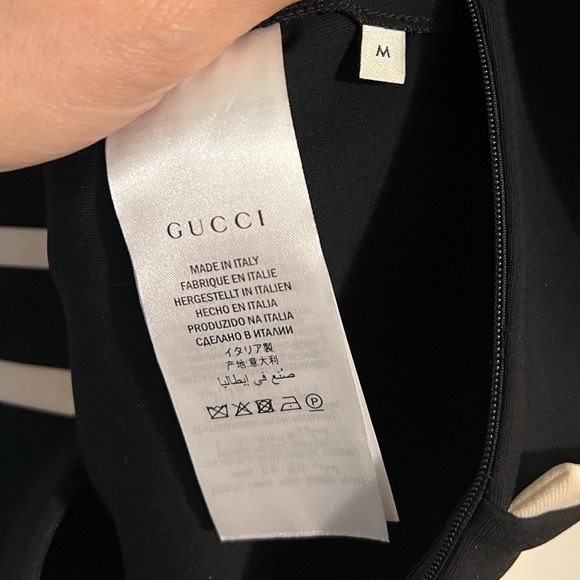 M
GUCCI
MADE IN ITALY
FABRIQUE EN ITALIE
HERGESTELLT IN ITALIEN
HECHO EN ITALIA
PRODUZIDO NA ITALIA
СДЕЛАНО В ИТАЛИИ
イタリア製
产地:意大利
صنع في إيطاليا
P